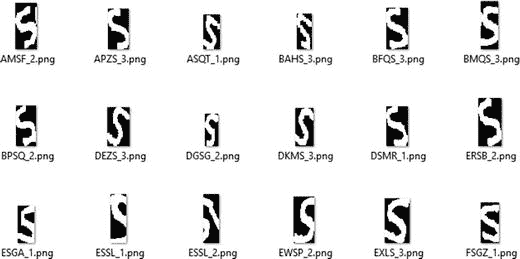 S S S S S S
AMSF_2.png APZS_3.png ASQT_1.png BAHS_3.png BFQS_3.png BMQS_3.png
S S S S S S
BPSQ_2.png DEZS_3.png DGSG_2.png DKMS_3.png DSMR_1.png ERSB_2.png
S S S S S S
ESGA_1.png ESSL_1.png ESSL_2.png EWSP_2.png EXLS_3.png FSGZ_1.png